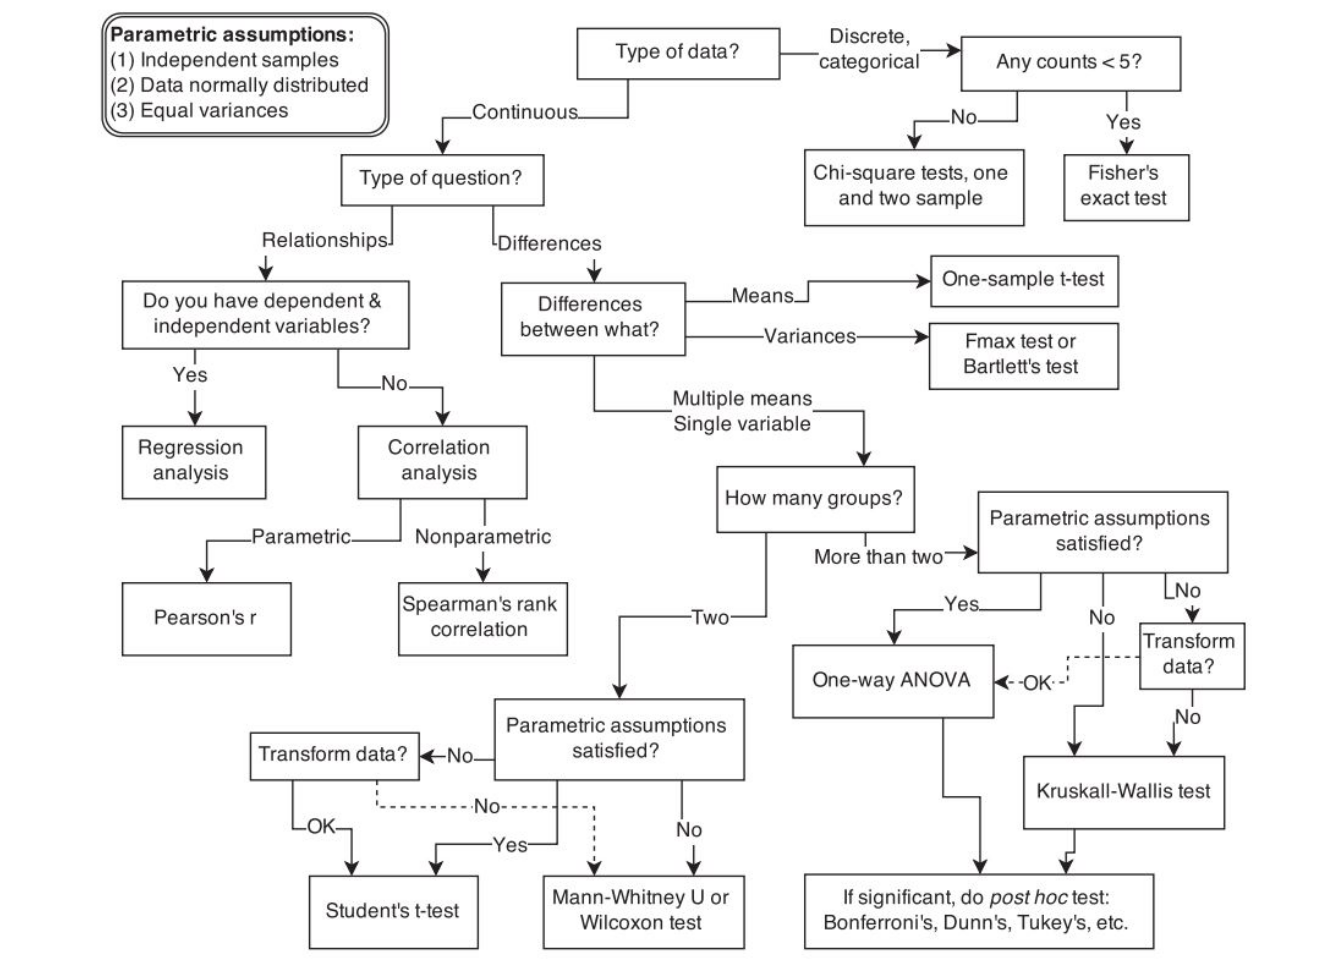 Parametric assumptions:
(1) Independent samples
(2) Data normally distributed
(3) Equal variances
Type of data?
Discrete,
categorical
Any counts < 5?
Continuous
No
Yes
Type of question?
Chi-square tests, one
and two sample
Fisher's
exact test
Relationships
Differences
Do you have dependent &
independent variables?
Differences
between what?
Means
One-sample t-test
Variances
Fmax test or
Bartlett's test
Yes
No
Multiple means
Single variable
Regression
analysis
Correlation
analysis
How many groups?
Parametric assumptions
satisfied?
Parametric
Nonparametric
More than two
Pearson's r
Spearman's rank
correlation
Two
Yes
No
No
Transform
data?
One-way ANOVA
OK
No
Parametric assumptions
satisfied?
Transform data?
No
Kruskall-Wallis test
No
OK
Yes
No
Student's t-test
Mann-Whitney U or
Wilcoxon test
If significant, do post hoc test:
Bonferroni's, Dunn's, Tukey's, etc.